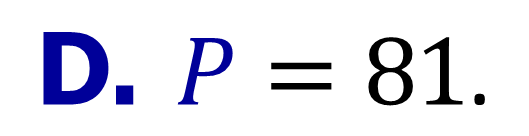 D. P = 81.